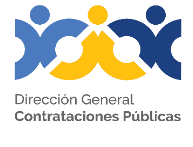 Dirección General
Contrataciones Públicas